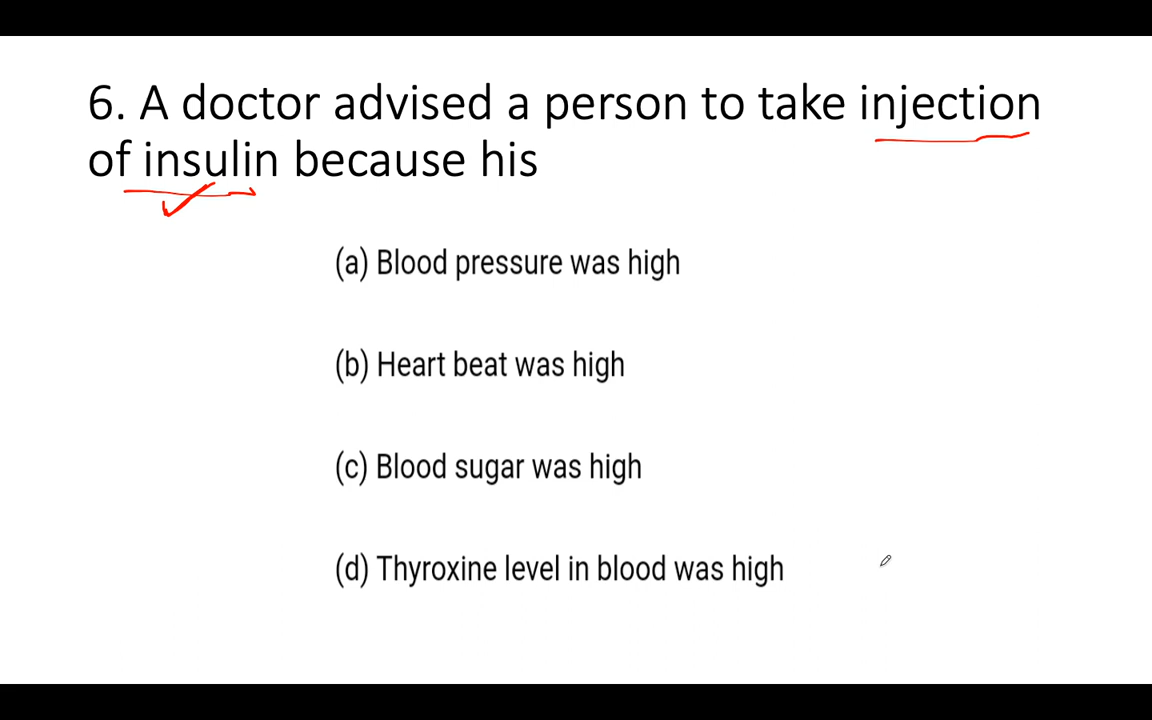 6. A doctor advised a person to take injection
of insulin because his
(a) Blood pressure was high
(b) Heart beat was high
(c) Blood sugar was high
(d) Thyroxine level in blood was high